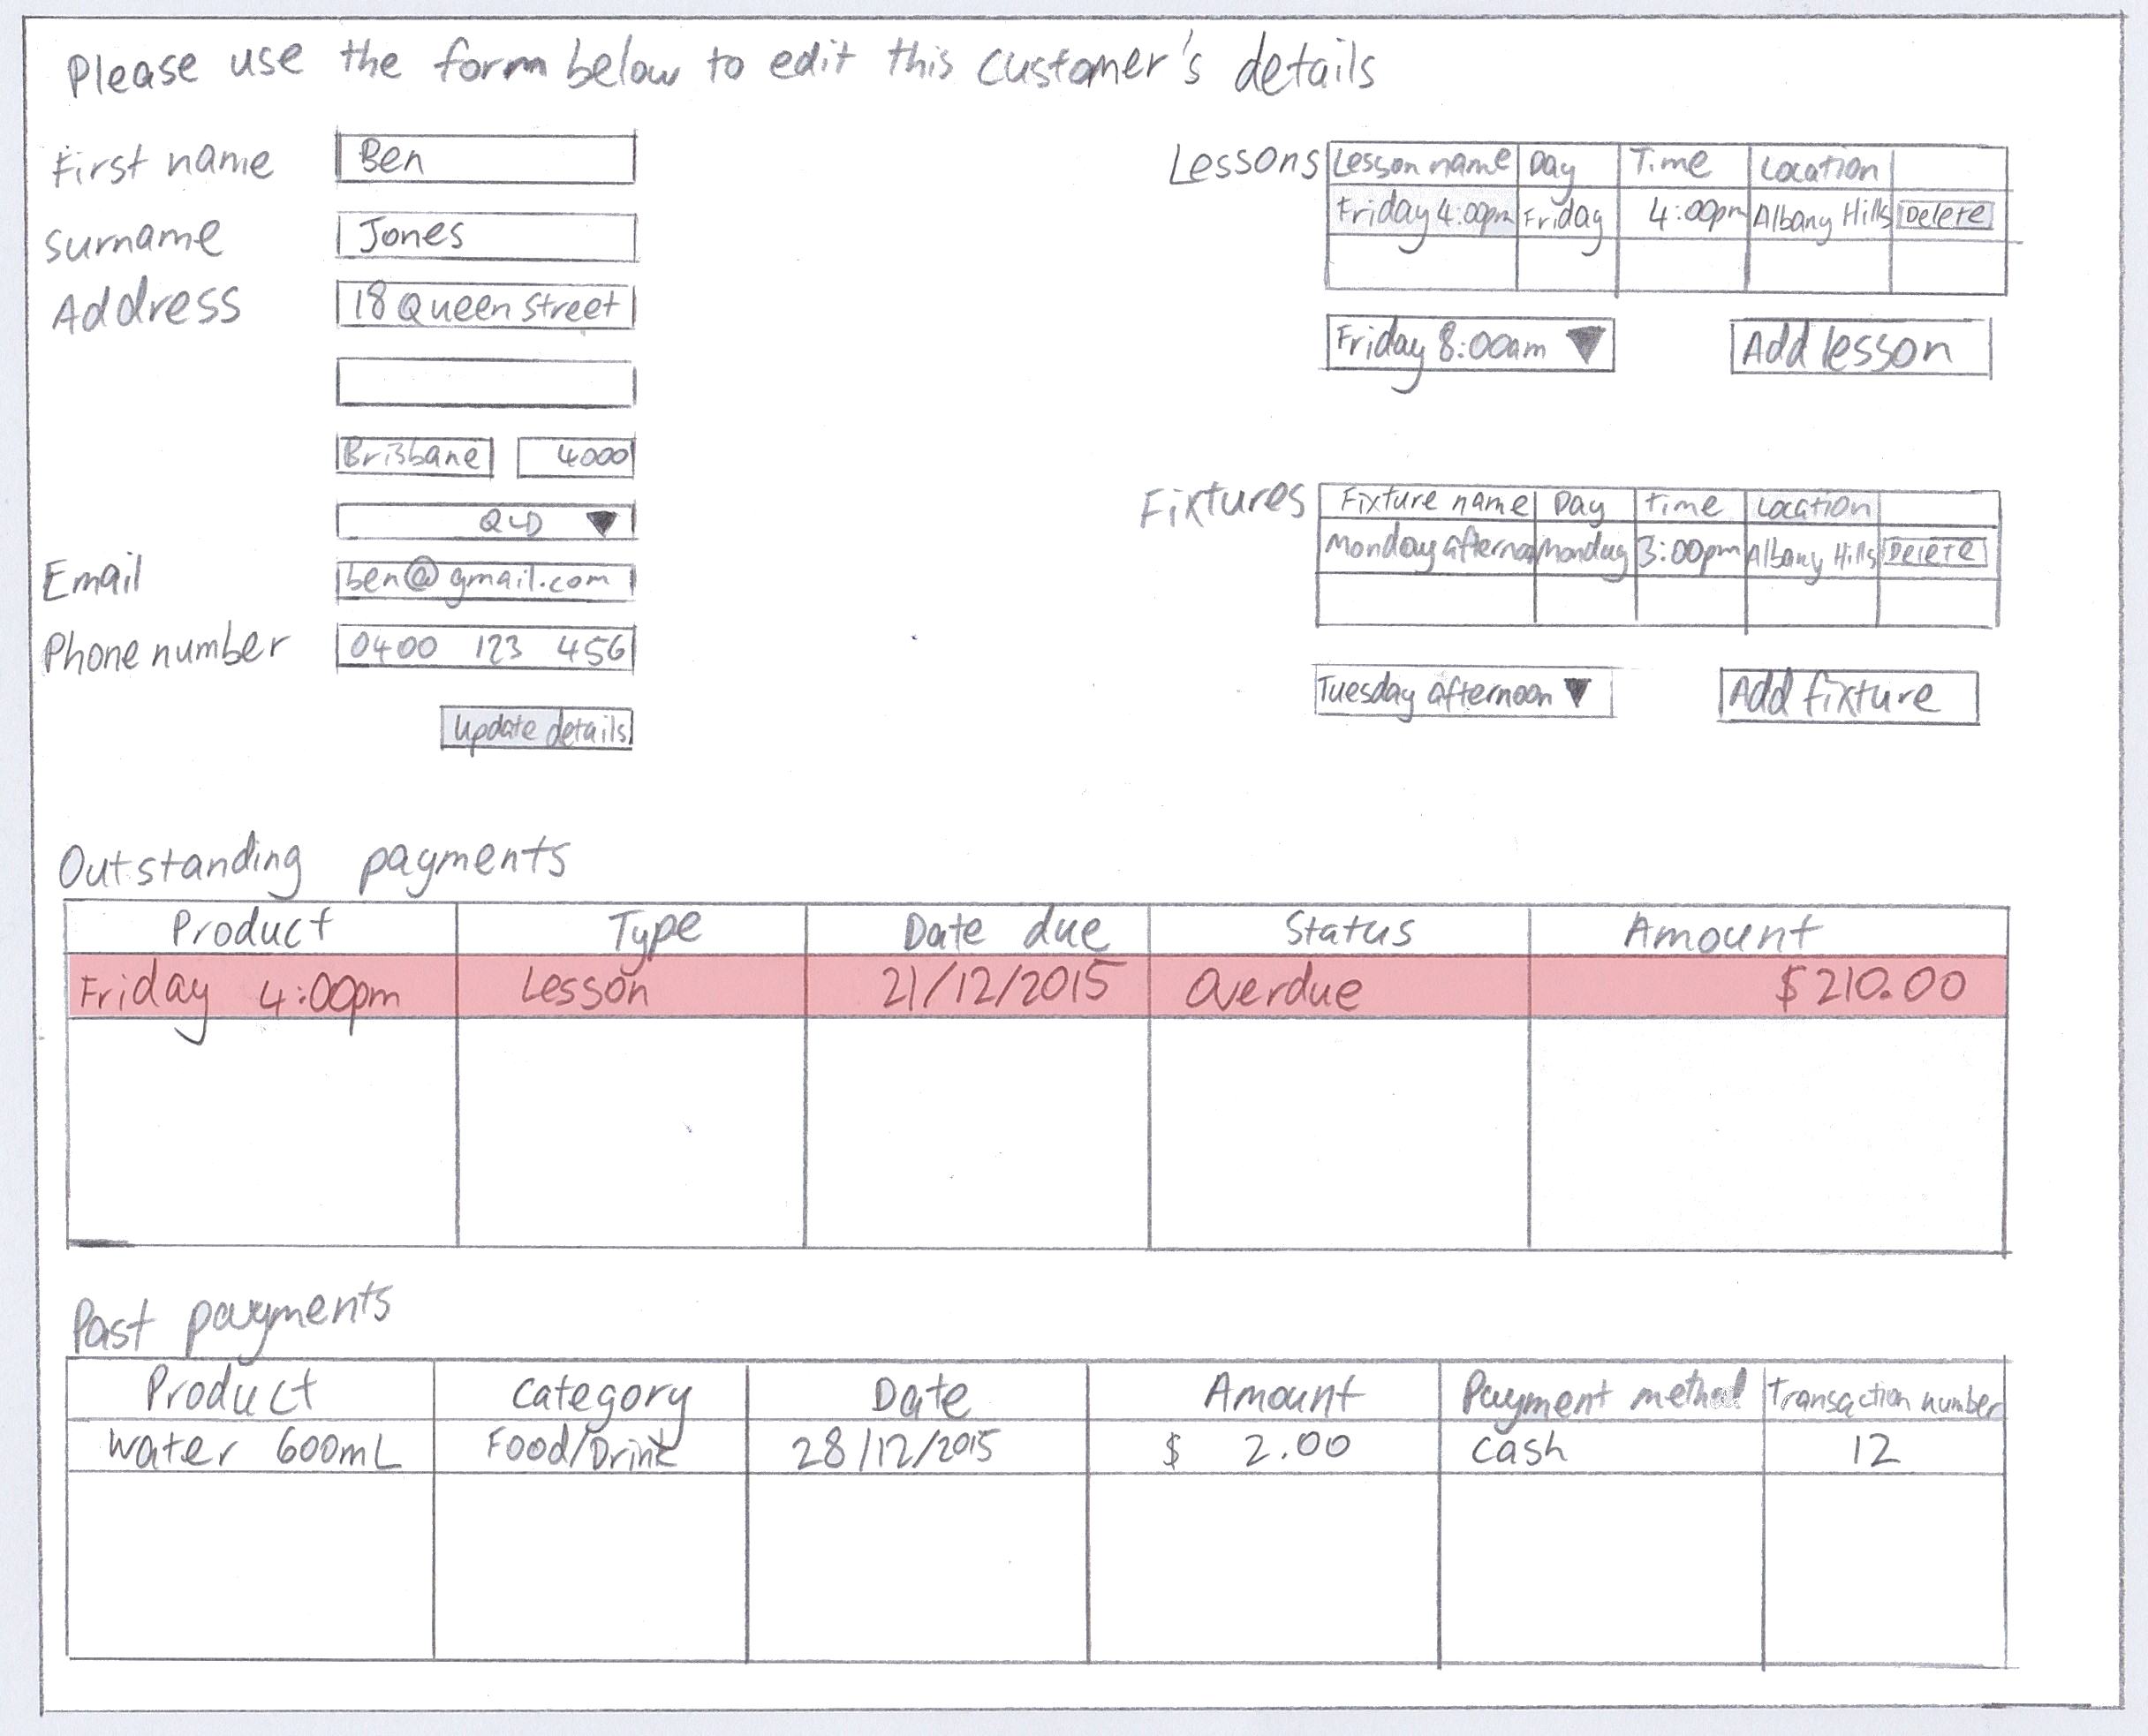 Please use the form below to edit this customer's details
First name Ben
Surname Jones
Address 18 Queen Street
Brisbane 4000
QLD
Email ben@gmail.com
Phone number 0400 123 456
Update details
Lessons Lesson name Day Time Location
Friday 4:00pm Friday 4:00pm Albany Hills Delete
Friday 8:00am Add lesson
Fixtures Fixture name Day Time Location
Monday afternoo Monday 3:00pm Albany Hills Delete
Tuesday afternoon Add fixture
Outstanding payments
Product Type Date due Status Amount
Friday 4:00pm Lesson 21/12/2015 Overdue $210.00
Past payments
Product Category Date Amount Payment method Transaction number
Water 600mL Food/Drink 28/12/2015 $ 2.00 Cash 12